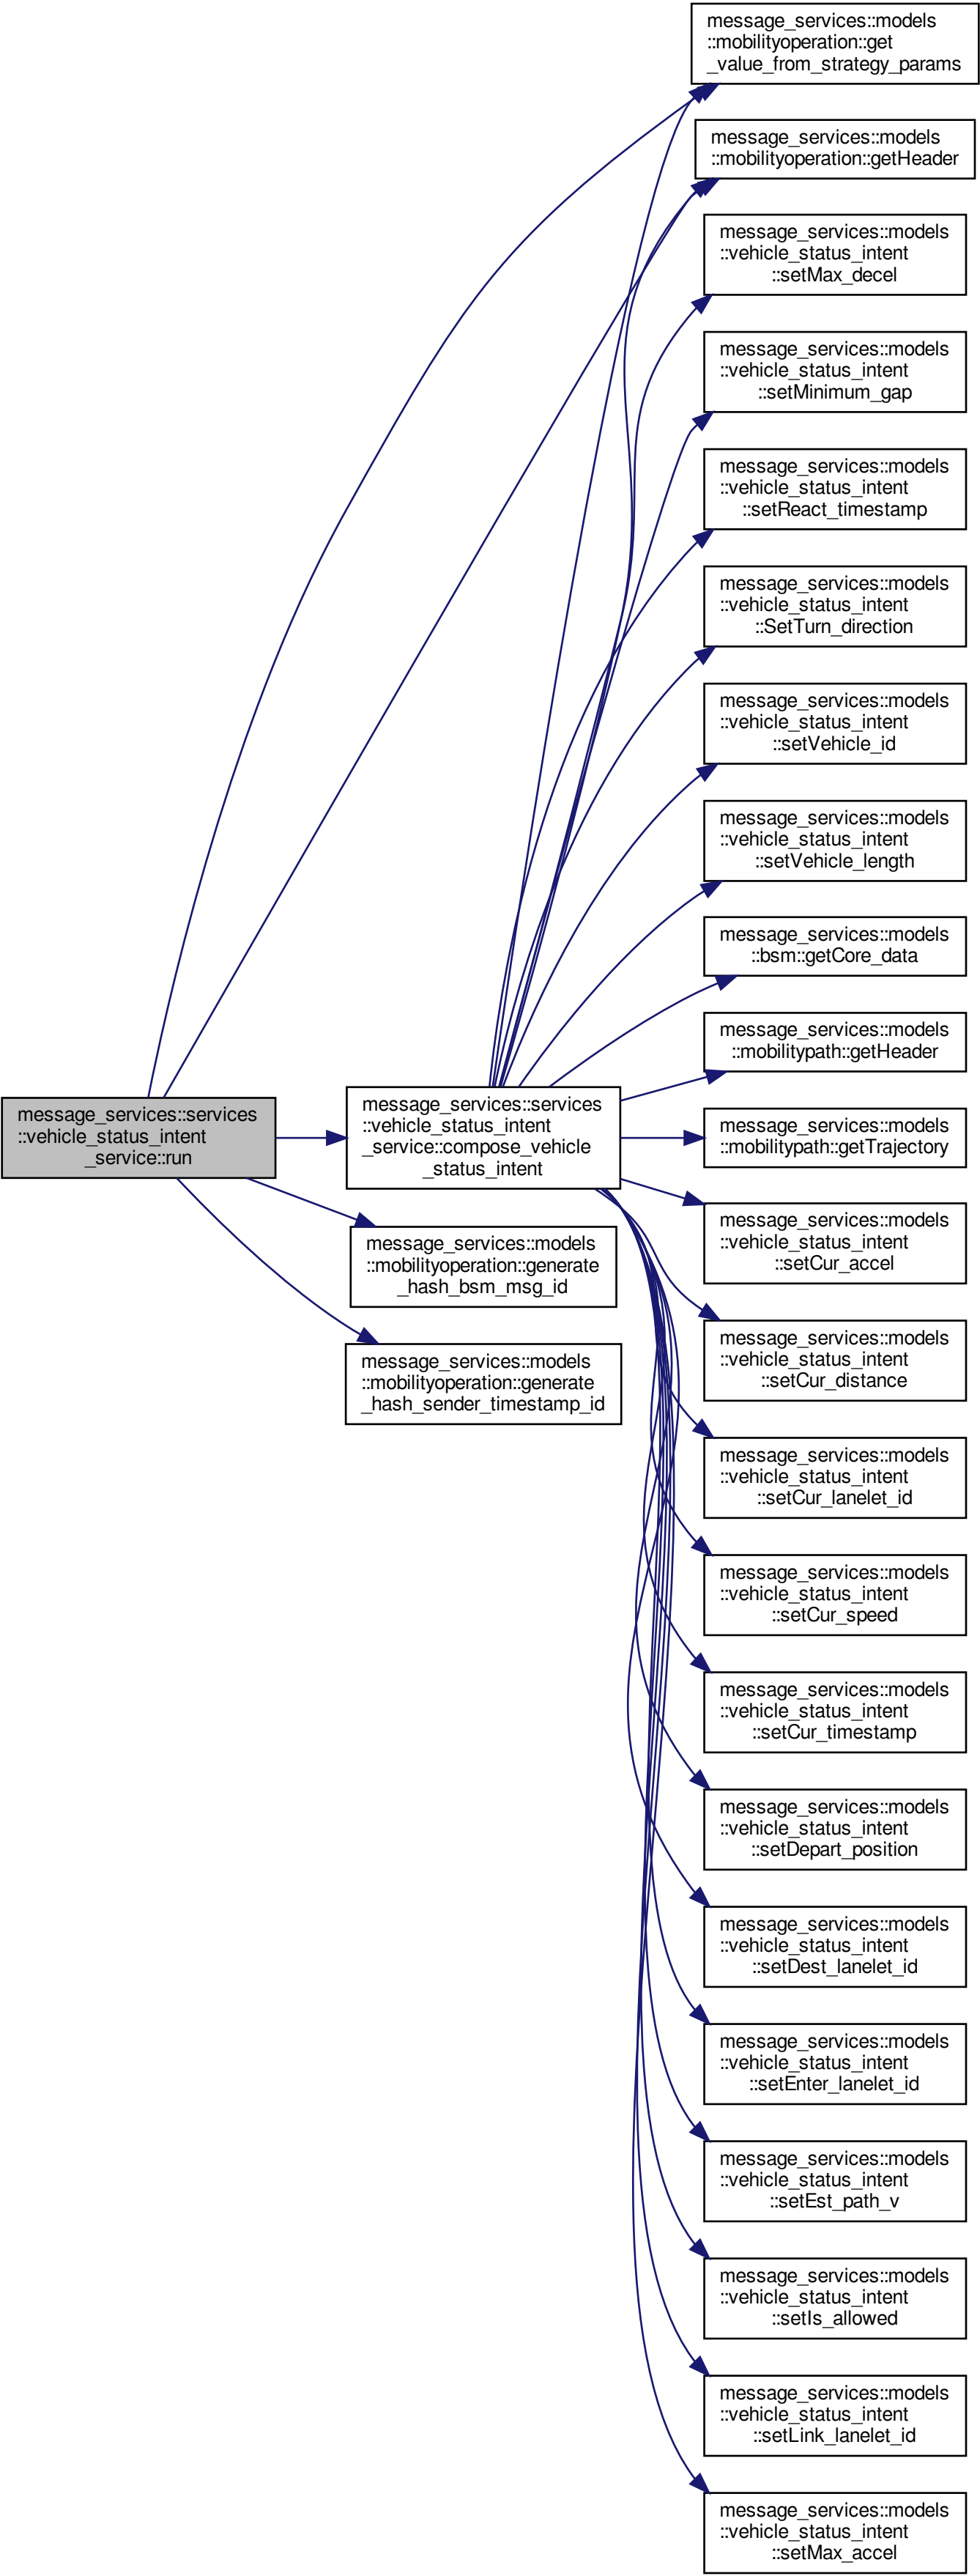 message_services::models
::mobilityoperation::get
_value_from_strategy_params
message_services::models
::mobilityoperation::getHeader
message_services::models
::vehicle_status_intent
::setMax_decel
message_services::models
::vehicle_status_intent
::setMinimum_gap
message_services::models
::vehicle_status_intent
::setReact_timestamp
message_services::models
::vehicle_status_intent
::SetTurn_direction
message_services::models
::vehicle_status_intent
::setVehicle_id
message_services::models
::vehicle_status_intent
::setVehicle_length
message_services::models
::bsm::getCore_data
message_services::models
::mobilitypath::getHeader
message_services::services
::vehicle_status_intent
_service::run
message_services::services
::vehicle_status_intent
_service::compose_vehicle
_status_intent
message_services::models
::mobilitypath::getTrajectory
message_services::models
::vehicle_status_intent
::setCur_accel
message_services::models
::mobilityoperation::generate
_hash_bsm_msg_id
message_services::models
::vehicle_status_intent
::setCur_distance
message_services::models
::mobilityoperation::generate
_hash_sender_timestamp_id
message_services::models
::vehicle_status_intent
::setCur_lanelet_id
message_services::models
::vehicle_status_intent
::setCur_speed
message_services::models
::vehicle_status_intent
::setCur_timestamp
message_services::models
::vehicle_status_intent
::setDepart_position
message_services::models
::vehicle_status_intent
::setDest_lanelet_id
message_services::models
::vehicle_status_intent
::setEnter_lanelet_id
message_services::models
::vehicle_status_intent
::setEst_path_v
message_services::models
::vehicle_status_intent
::setIs_allowed
message_services::models
::vehicle_status_intent
::setLink_lanelet_id
message_services::models
::vehicle_status_intent
::setMax_accel